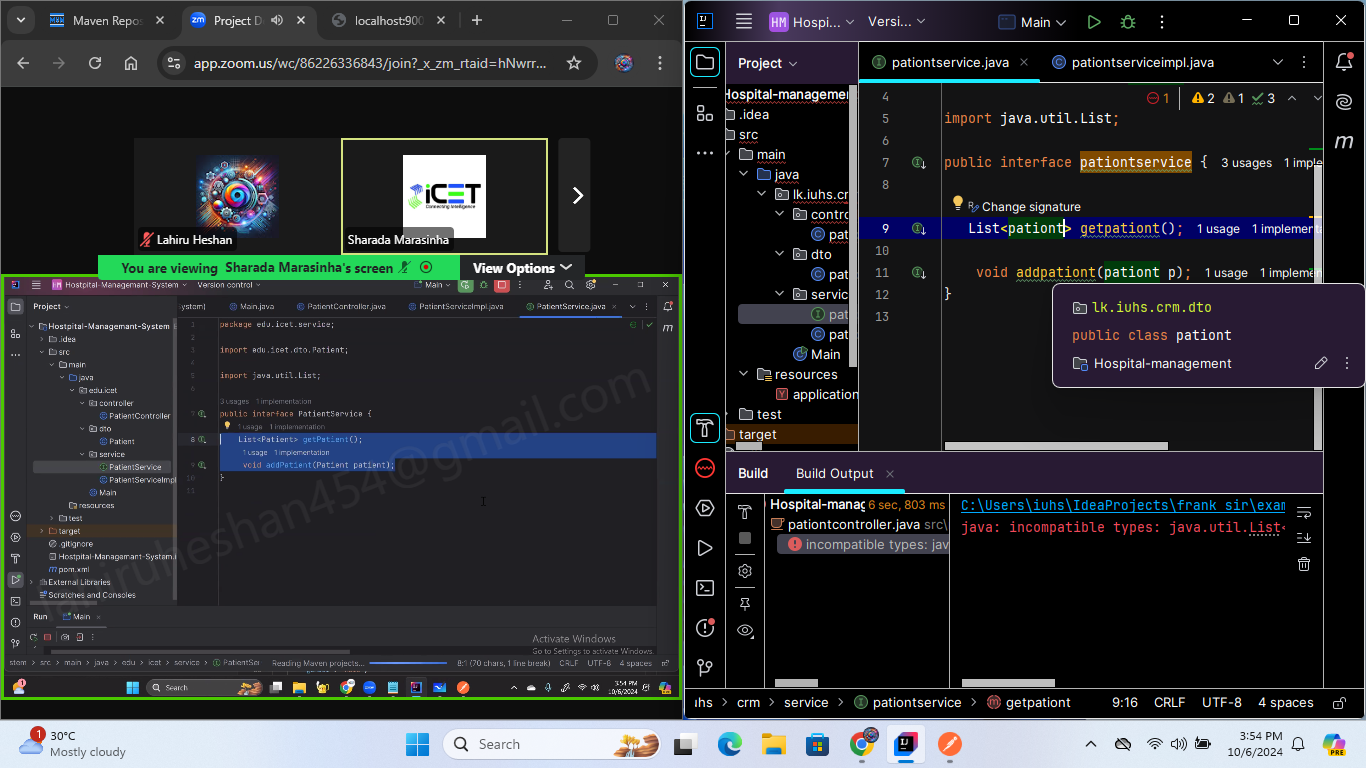 Maven Repos
Project D
localhost:900
app.zoom.us/wc/86226336843/join?_x_zm_rtaid=hNwrr...
Lahiru Heshan
iCET
Connecting Intelligence
Sharada Marasinha
You are viewing Sharada Marasinha's screen
View Options
HM Hostpital-Management-System
Version control
Main
Project
Hostpital-Management-System
.idea
src
main
java
edu.icet
controller
PatientController
dto
Patient
service
PatientService
PatientServiceImpl
Main
resources
test
target
.gitignore
Hostpital-Management-System.i
pom.xml
External Libraries
Scratches and Consoles
ystem)
Main.java
PatientController.java
PatientServiceImpl.java
PatientService.java
1 package edu.icet.service;
2
3 import edu.icet.dto.Patient;
4
5 import java.util.List;
6
3 usages 1 implementation
7 public interface PatientService {
1 usage 1 implementation
8 List<Patient> getPatient();
1 usage 1 implementation
9 void addPatient(Patient patient);
10 }
11
Run
Main
Activate Windows
Go to Settings to activate Windows.
stem > src > main > java > edu > icet > service > PatientSer
Reading Maven projects...
8:1 (70 chars, 1 line break) CRLF UTF-8 4 spaces
Search
3:54 PM
10/6/2024
HM Hospi...
Versi...
Main
Project
Hospital-management
.idea
src
main
java
lk.iuhs.cr
contro
pat
dto
pat
servic
pat
pat
Main
resources
application
test
target
patiointservice.java
patiointserviceimpl.java
1 2 1 3
4
5 import java.util.List;
6
7 public interface pationtservice { 3 usages 1 imple
8
Change signature
9 List<pationt> getpationt(); 1 usage 1 implementa
10
11 void addpationt(pationt p); 1 usage 1 implemen
12 }
13
lk.iuhs.crm.dto
public class pationt
Hospital-management
Build
Build Output
Hospital-manag 6 sec, 803 ms
pationtcontroller.java src\
incompatible types: jav
C:\Users\iuhs\IdeaProjects\frank sir\exam
java: incompatible types: java.util.List<
uhs > crm > service > pationtservice > getpationt
9:16 CRLF UTF-8 4 spaces
1
30°C
Mostly cloudy
Search
3:54 PM
10/6/2024
PRE